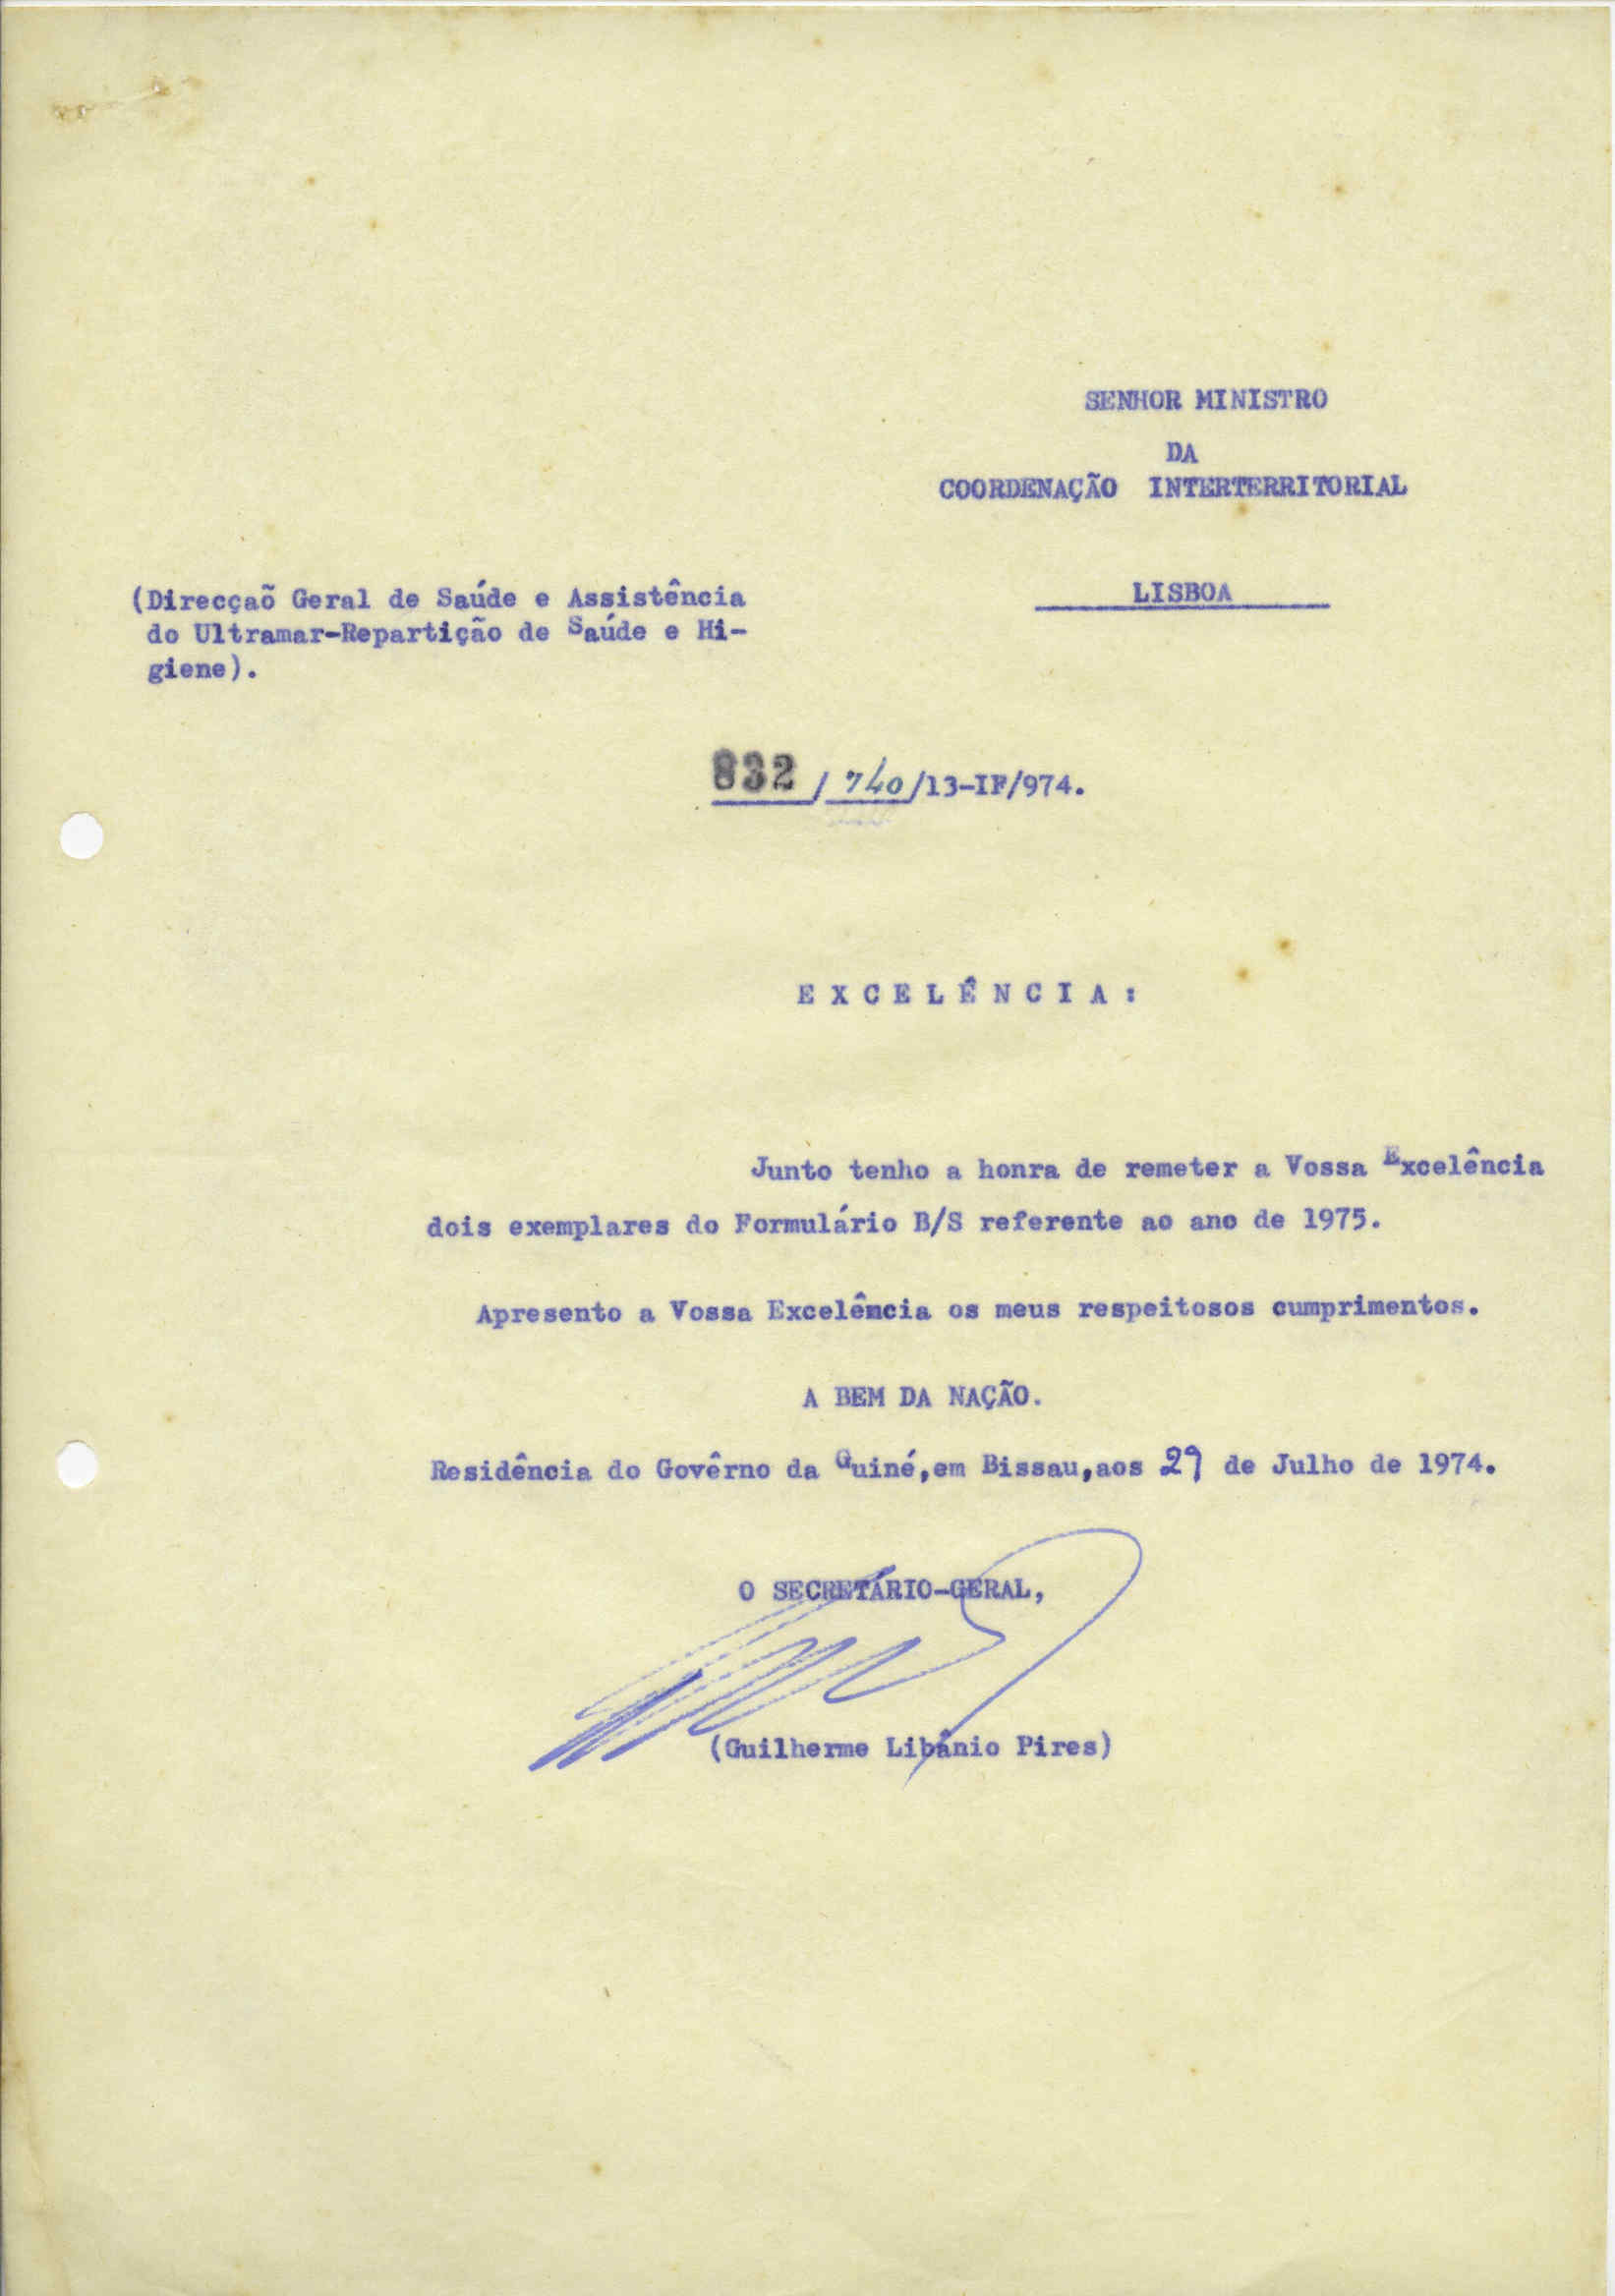 SENHOR MINISTRO
DA
COORDENAÇÃO INTERTERRITORIAL
LISBOA
(Direcçaõ Geral de Saúde e Assistência
do Ultramar-Repartição de Saúde e Hi-
giene).
832 / 740/13-IF/974.
E X C E L Ê N C I A :
Junto tenho a honra de remeter a Vossa Excelência
dois exemplares do Formulário B/S referente ao ano de 1975.
Apresento a Vossa Excelência os meus respeitosos cumprimentos.
A BEM DA NAÇÃO.
Residência do Govêrno da Guiné,em Bissau,aos 29 de Julho de 1974.
O SECRETÁRIO-GERAL,
(Guilherme Libânio Pires)